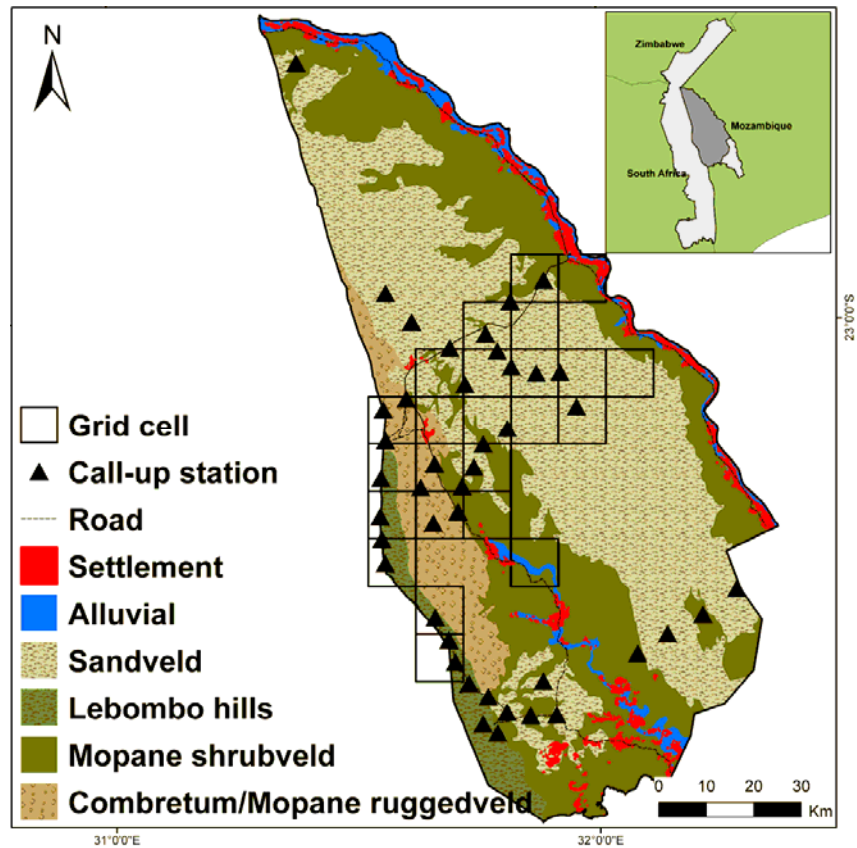 N
Zimbabwe
Mozambique
South Africa
23°0'0"S
Grid cell
Call-up station
Road
Settlement
Alluvial
Sandveld
Lebombo hills
Mopane shrubveld
Combretum/Mopane ruggedveld
0 10 20 30
Km
31°0'0"E
32°0'0"E